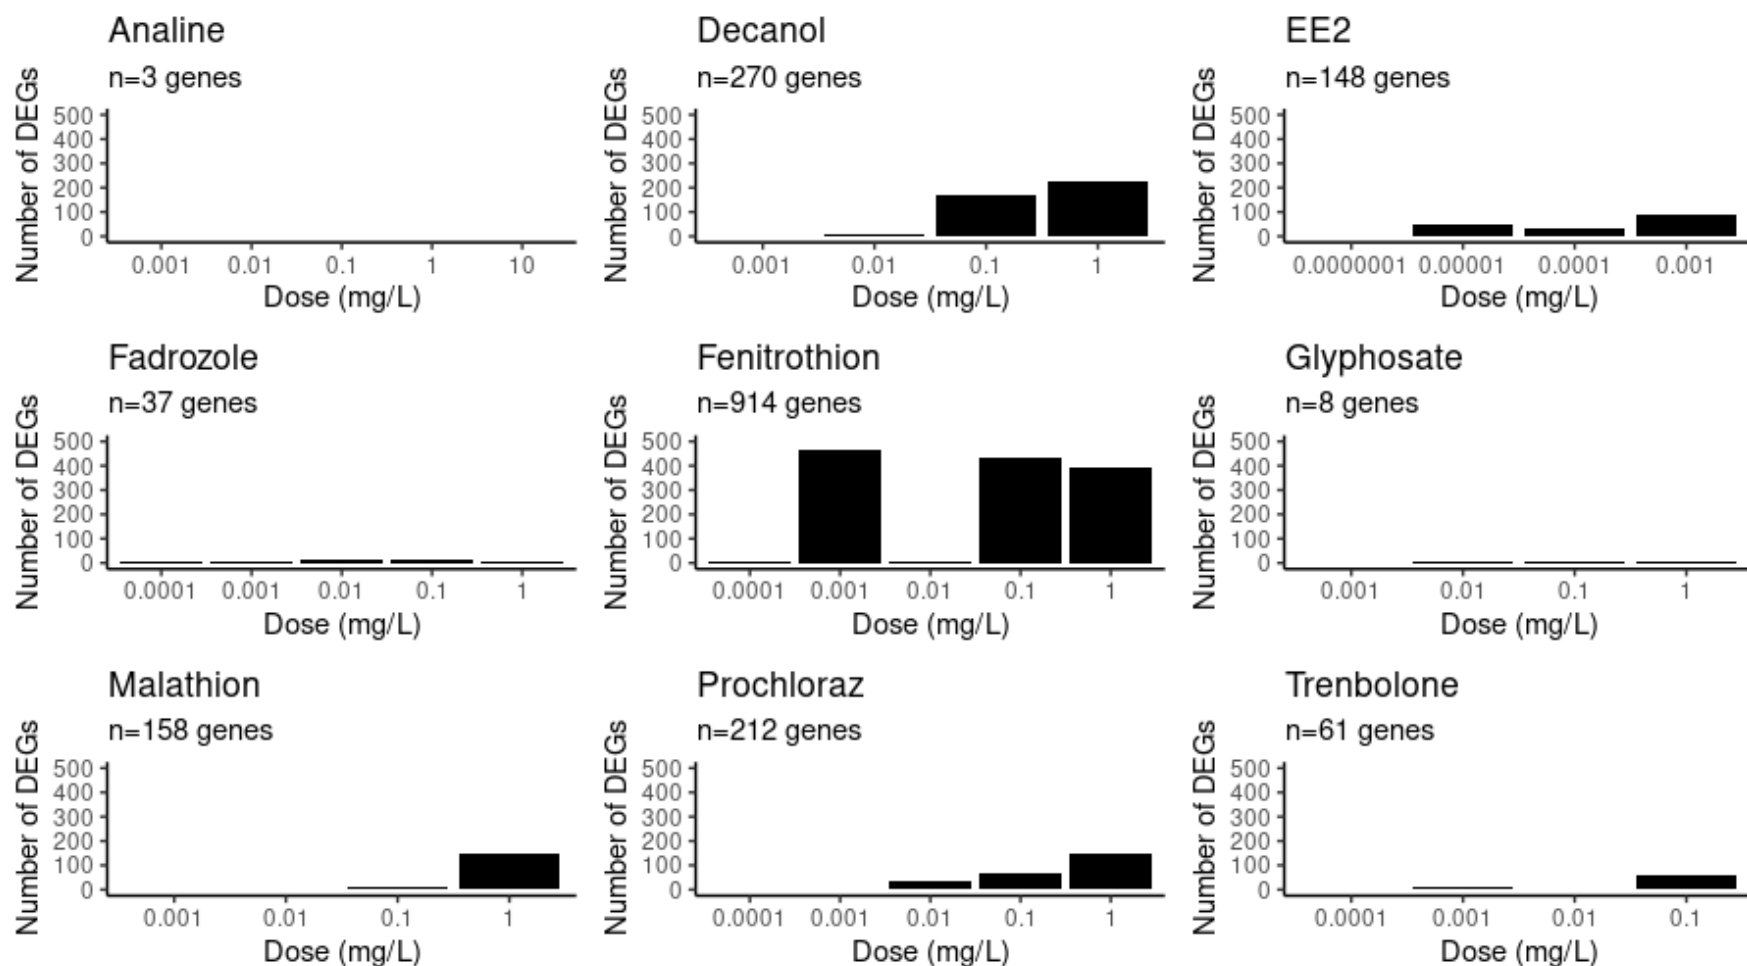 Analine
n=3 genes
Number of DEGs
500
400
300
200
100
0
0.001 0.01 0.1 1 10
Dose (mg/L)
Decanol
n=270 genes
Number of DEGs
500
400
300
200
100
0
0.001 0.01 0.1 1
Dose (mg/L)
EE2
n=148 genes
Number of DEGs
500
400
300
200
100
0
0.0000001 0.00001 0.0001 0.001
Dose (mg/L)
Fadrozole
n=37 genes
Number of DEGs
500
400
300
200
100
0
0.0001 0.001 0.01 0.1 1
Dose (mg/L)
Fenitrothion
n=914 genes
Number of DEGs
500
400
300
200
100
0
0.0001 0.001 0.01 0.1 1
Dose (mg/L)
Glyphosate
n=8 genes
Number of DEGs
500
400
300
200
100
0
0.001 0.01 0.1 1
Dose (mg/L)
Malathion
n=158 genes
Number of DEGs
500
400
300
200
100
0
0.001 0.01 0.1 1
Dose (mg/L)
Prochloraz
n=212 genes
Number of DEGs
500
400
300
200
100
0
0.0001 0.001 0.01 0.1 1
Dose (mg/L)
Trenbolone
n=61 genes
Number of DEGs
500
400
300
200
100
0
0.0001 0.001 0.01 0.1
Dose (mg/L)